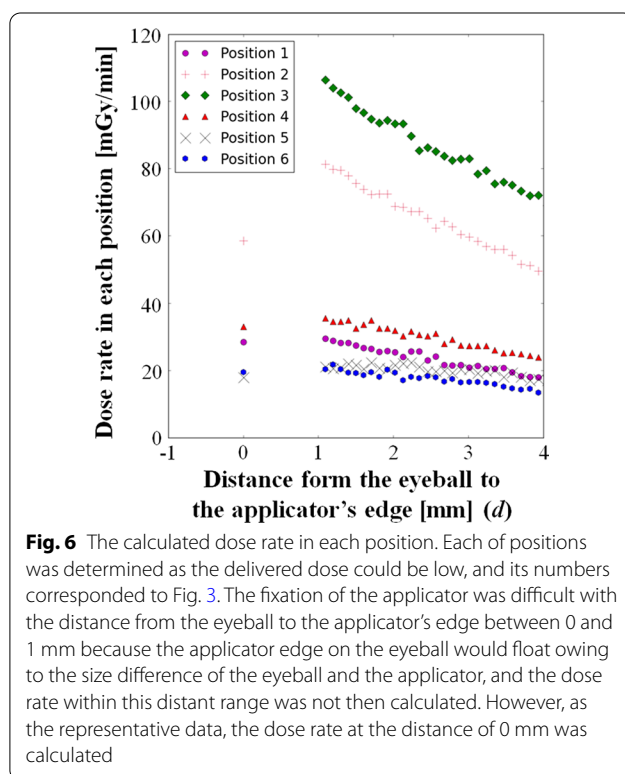 120
100
80
60
40
20
0
Dose rate in each position [mGy/min]
Position 1
Position 2
Position 3
Position 4
Position 5
Position 6
-1 0 1 2 3 4
Distance form the eyeball to
the applicator's edge [mm] (d)
Fig. 6 The calculated dose rate in each position. Each of positions
was determined as the delivered dose could be low, and its numbers
corresponded to Fig. 3. The fixation of the applicator was difficult with
the distance from the eyeball to the applicator's edge between 0 and
1 mm because the applicator edge on the eyeball would float owing
to the size difference of the eyeball and the applicator, and the dose
rate within this distant range was not then calculated. However, as
the representative data, the dose rate at the distance of 0 mm was
calculated